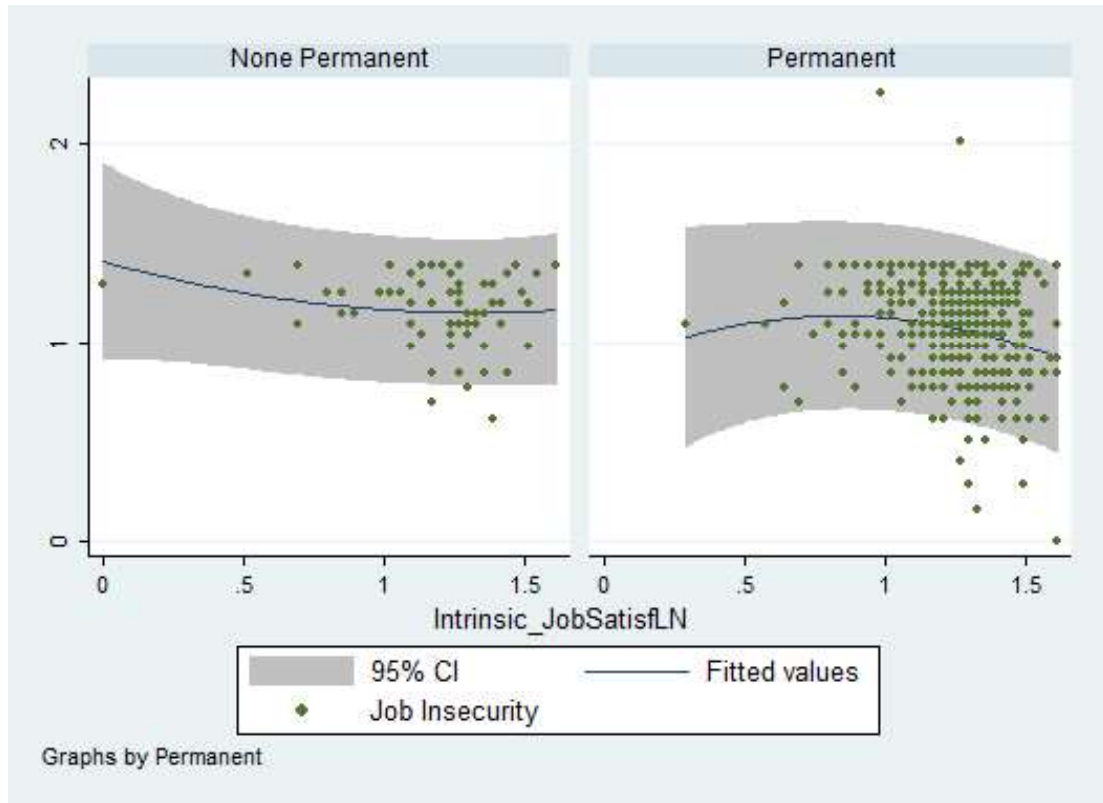 None Permanent
Permanent
2
1
0
0 .5 1 1.5
0 .5 1 1.5
Intrinsic_JobSatisfLN
95% CI Fitted values
Job Insecurity
Graphs by Permanent